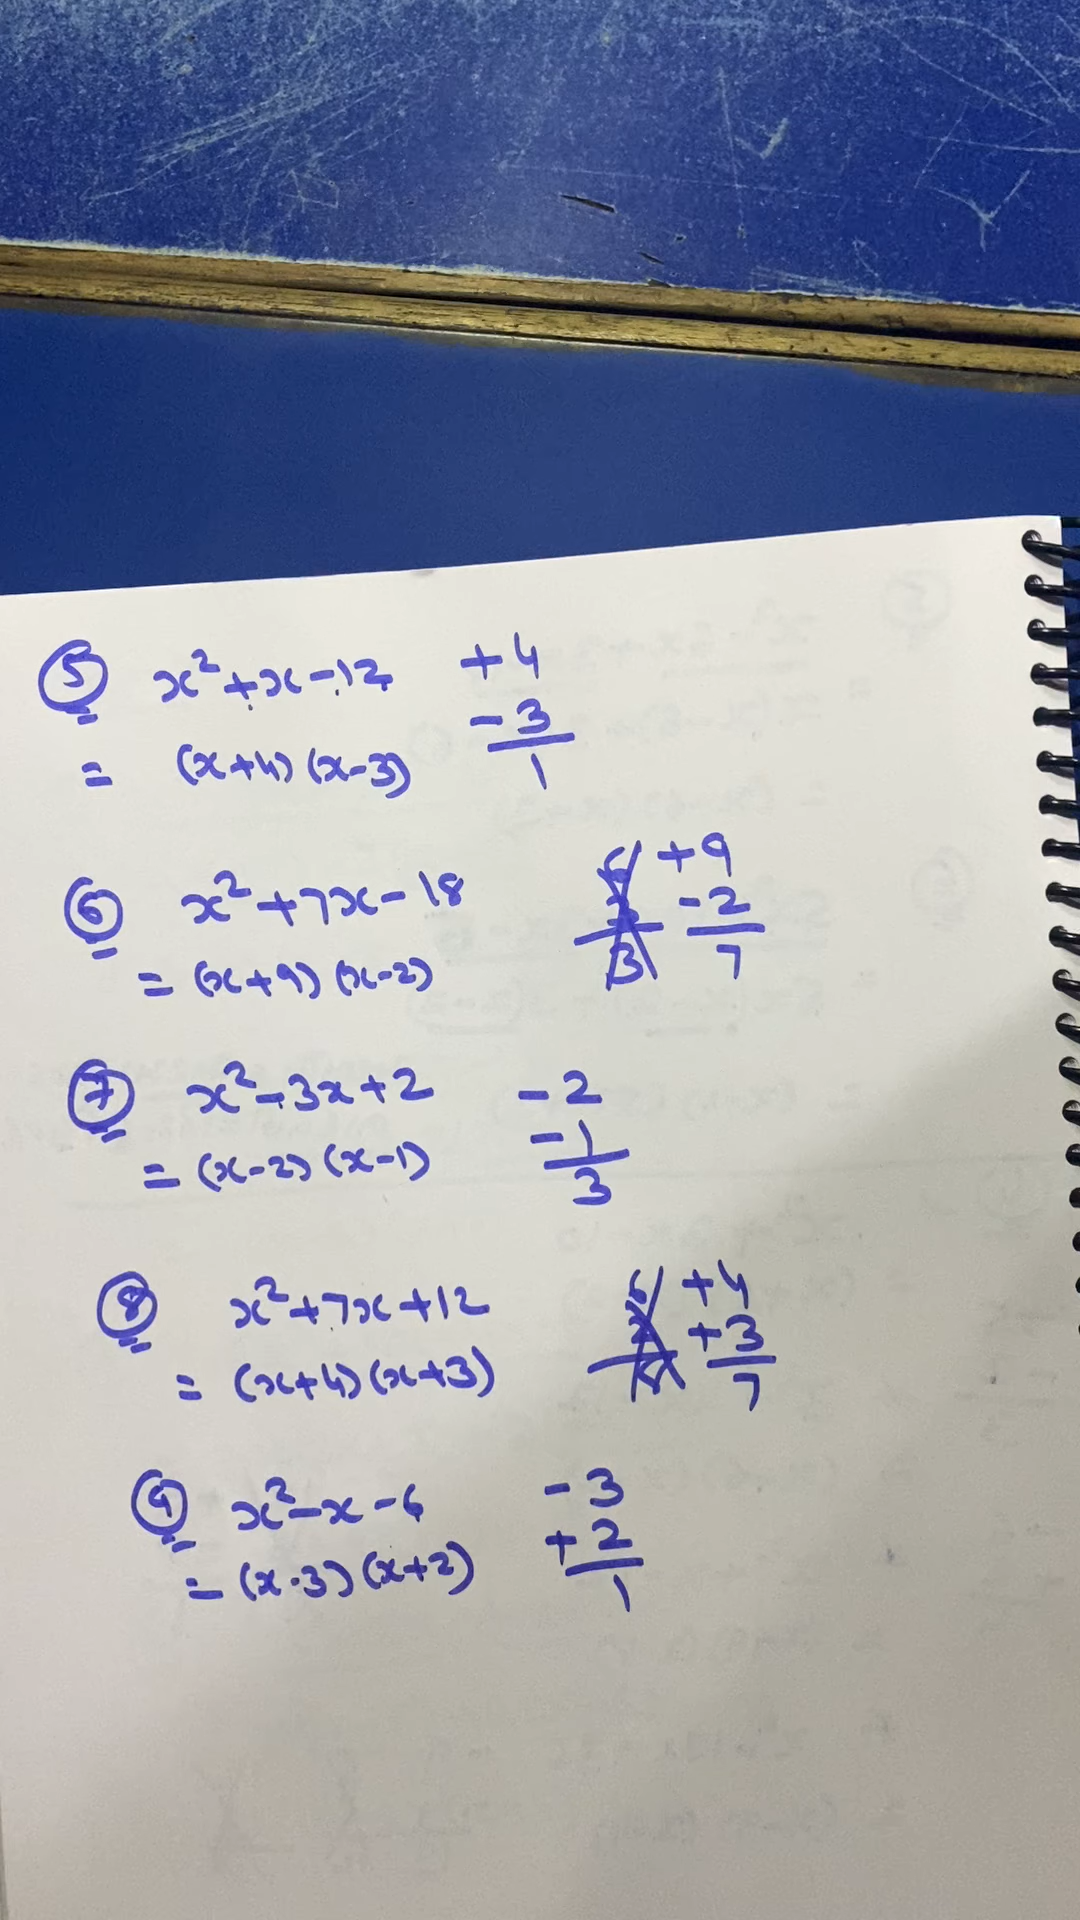 5 x²+x-12 +4
-3
= (x+4) (x-3) 1
6 x²+7x-18 +9
-2
= (x+9) (x-2) 7
7 x²-3x+2 -2
-1
= (x-2) (x-1) 3
8 x²+7x+12 +4
+3
= (x+4) (x+3) 7
9 x²-x-6 -3
+2
= (x-3) (x+2) 1